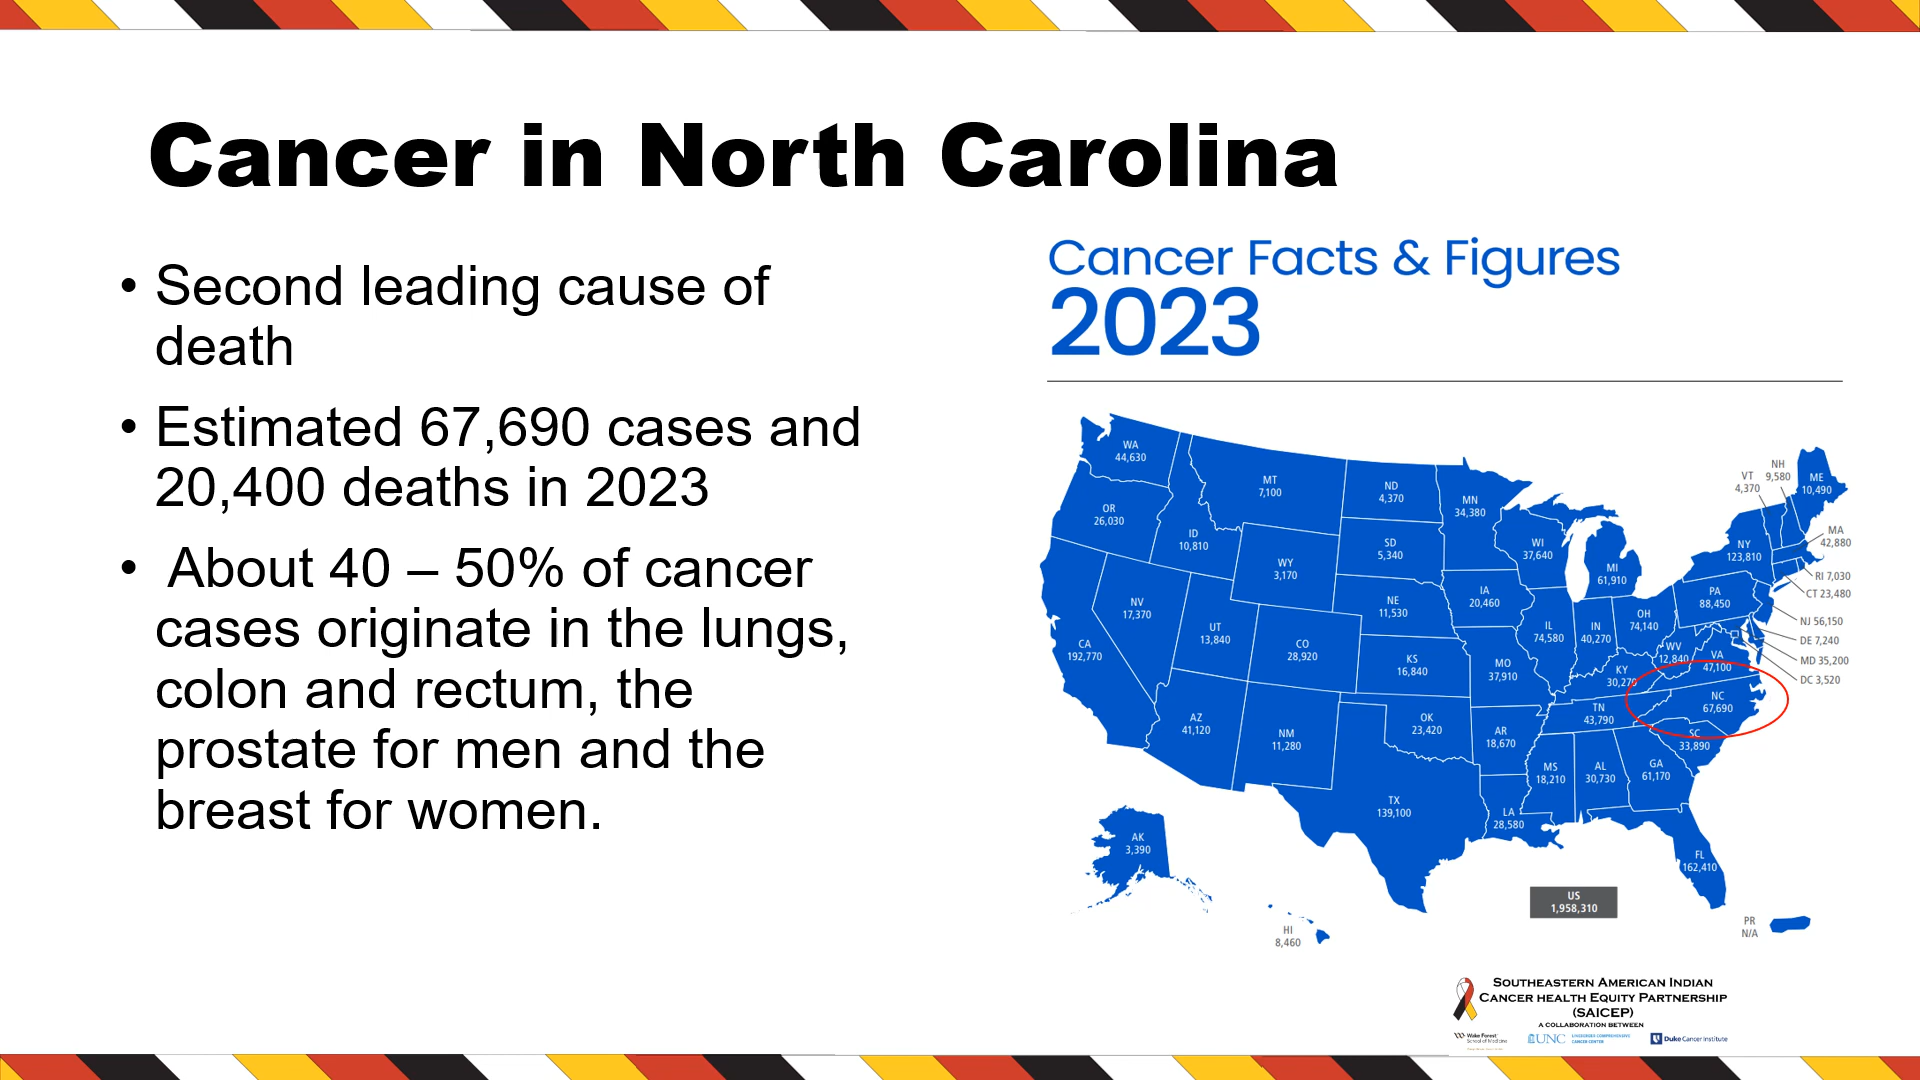 Cancer in North Carolina
• Second leading cause of
death
• Estimated 67,690 cases and
20,400 deaths in 2023
• About 40 – 50% of cancer
cases originate in the lungs,
colon and rectum, the
prostate for men and the
breast for women.
Cancer Facts & Figures
2023
WA
44,630
MT
7,100
ND
4,370
MN
34,380
VT
4,370
NH
9,580
ME
10,490
OR
26,030
ID
10,810
SD
5,340
WI
37,640
NY
123,810
MA
42,880
WY
3,170
MI
61,910
RI 7,030
CT 23,480
NV
17,370
NE
11,530
IA
20,460
PA
88,450
NJ 56,150
CA
192,770
UT
13,840
CO
28,920
IL
74,580
IN
40,270
OH
74,140
DE 7,240
MD 35,200
DC 3,520
KS
16,840
MO
37,910
KY
30,270
WV
12,840
VA
47,100
NC
67,690
AZ
41,120
NM
11,280
OK
23,420
AR
18,670
TN
43,790
SC
33,890
TX
139,100
MS
18,210
AL
30,730
GA
61,170
LA
28,580
AK
3,390
FL
162,410
US
1,958,310
HI
8,460
PR
N/A
Southeastern American Indian
Cancer health Equity Partnership
(SAICEP)
A collaboration between
Wake Forest
School of Medicine
UNC
LINEBERGER COMPREHENSIVE
CANCER CENTER
Duke Cancer Institute